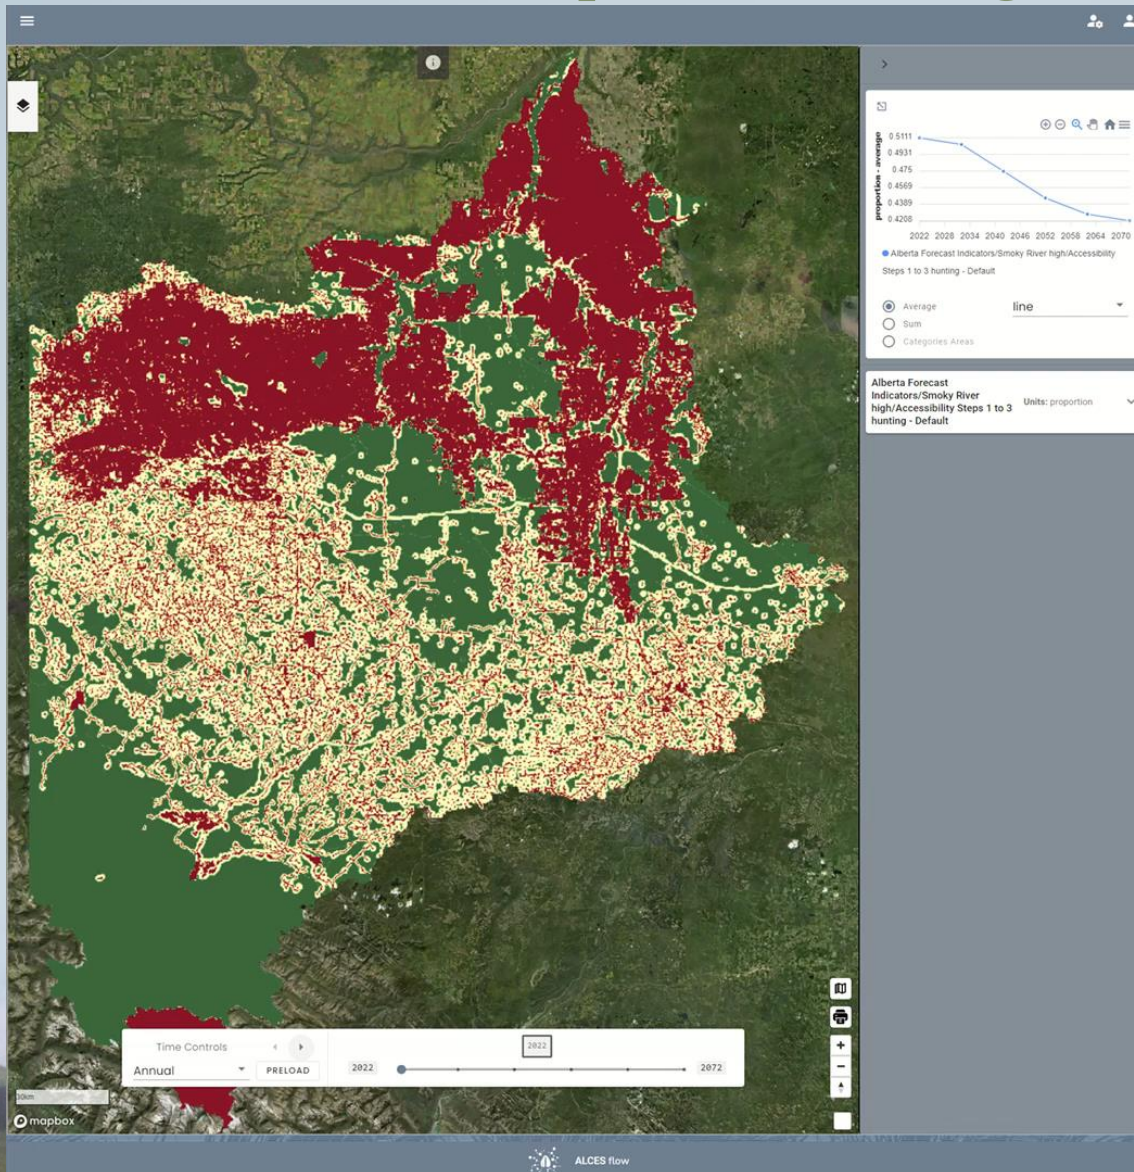 proportion - average
0.5111
0.4931
0.475
0.4569
0.4389
0.4208
2022 2028 2034 2040 2046 2052 2058 2064 2070
Alberta Forecast Indicators/Smoky River high/Accessibility
Steps 1 to 3 hunting - Default
Average
line
Sum
Categories Areas
Alberta Forecast
Indicators/Smoky River
high/Accessibility Steps 1 to 3
hunting - Default
Units: proportion
Time Controls
Annual
PRELOAD
2022
2022
2072
mapbox
ALCES flow